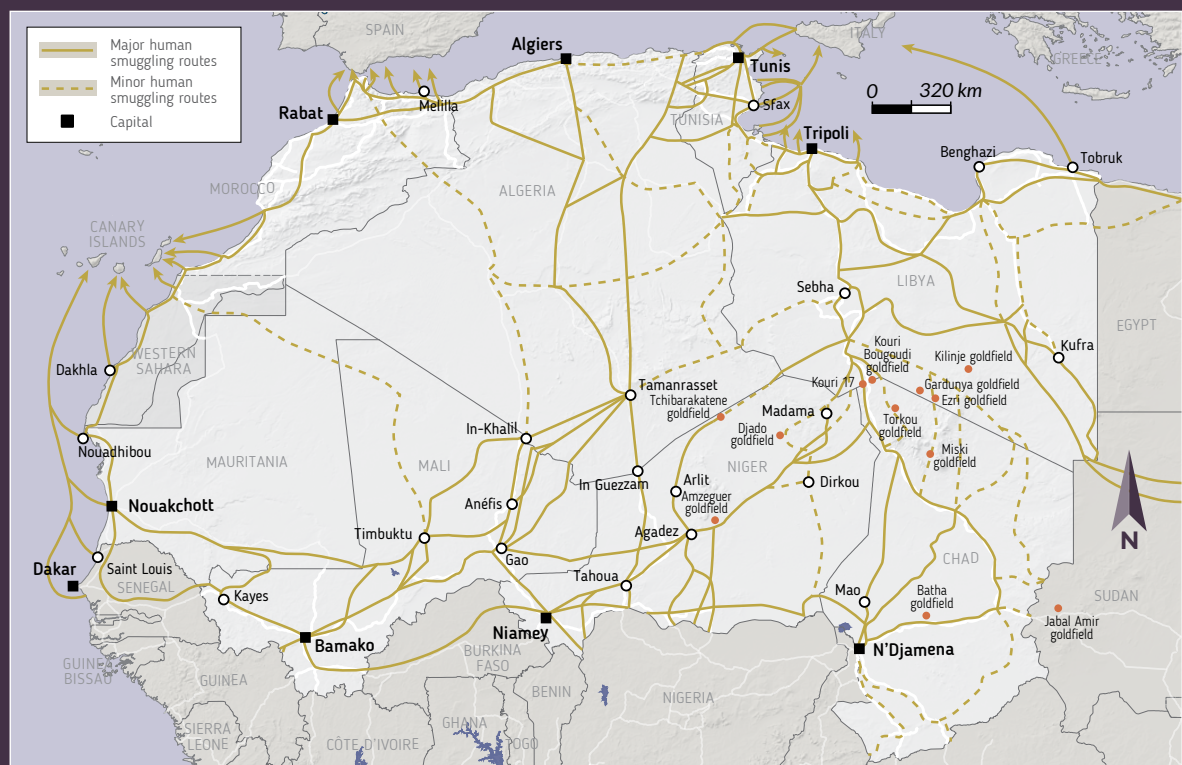 Major human
smuggling routes
Minor human
smuggling routes
Capital
SPAIN
ITALY
GREECE
Algiers
Tunis
0 320 km
Melilla
Rabat
Sfax
TUNISIA
Tripoli
Benghazi
Tobruk
MOROCCO
ALGERIA
CANARY
ISLANDS
LIBYA
Sebha
EGYPT
WESTERN
SAHARA
Dakhla
Kouri
Bougoudi
goldfield
Kilinje goldfield
Kufra
Kouri 17
Gardunya goldfield
Ezri goldfield
Tamanrasset
Tchibarakatene
goldfield
Madama
Torkou
goldfield
Djado
goldfield
In-Khalil
Nouadhibou
MAURITANIA
MALI
NIGER
Miski
goldfield
In Guezzam
Arlit
Dirkou
Amzeguer
goldfield
Anéfis
Nouakchott
Timbuktu
Agadez
N
Gao
CHAD
Saint Louis
Dakar
SENEGAL
Tahoua
Kayes
Mao
Batha
goldfield
SUDAN
Jabal Amir
goldfield
Niamey
Bamako
N'Djamena
BURKINA
FASO
GUINEA
BISSAU
GUINEA
BENIN
NIGERIA
SIERRA
LEONE
CÔTE D'IVOIRE
GHANA
TOGO